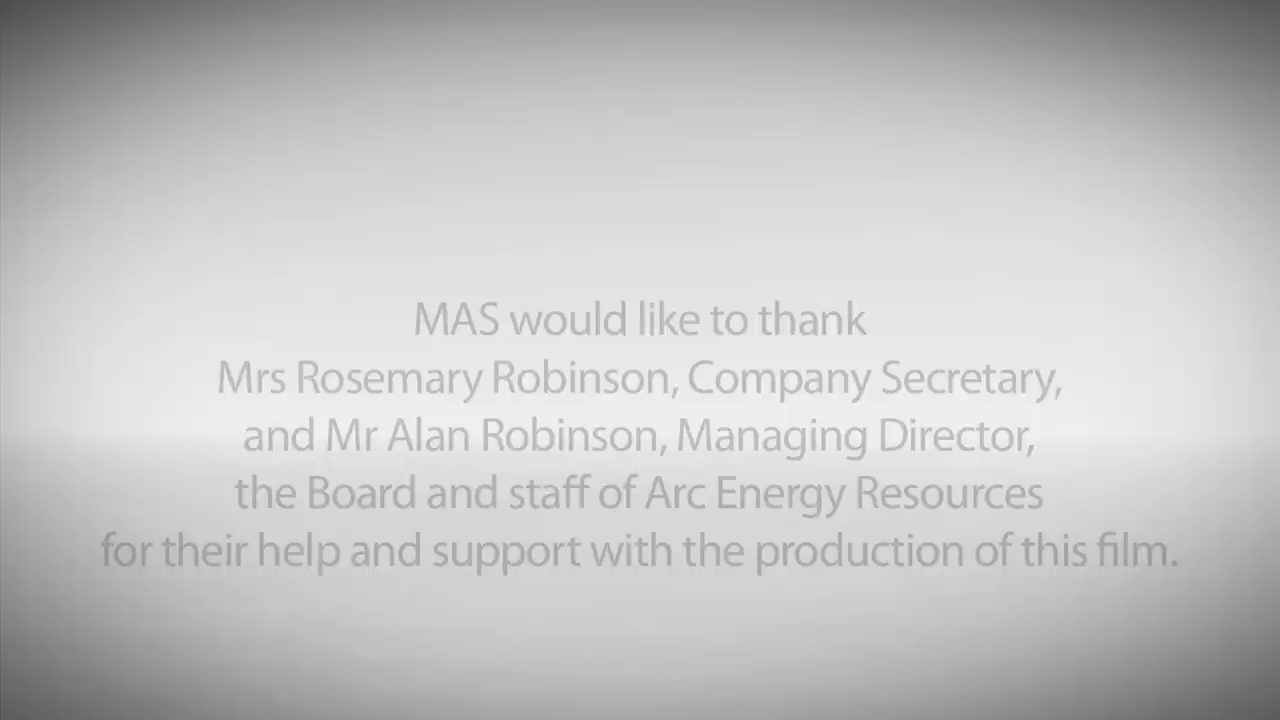 MAS would like to thank
Mrs Rosemary Robinson, Company Secretary,
and Mr Alan Robinson, Managing Director,
the Board and staff of Arc Energy Resources
for their help and support with the production of this film.